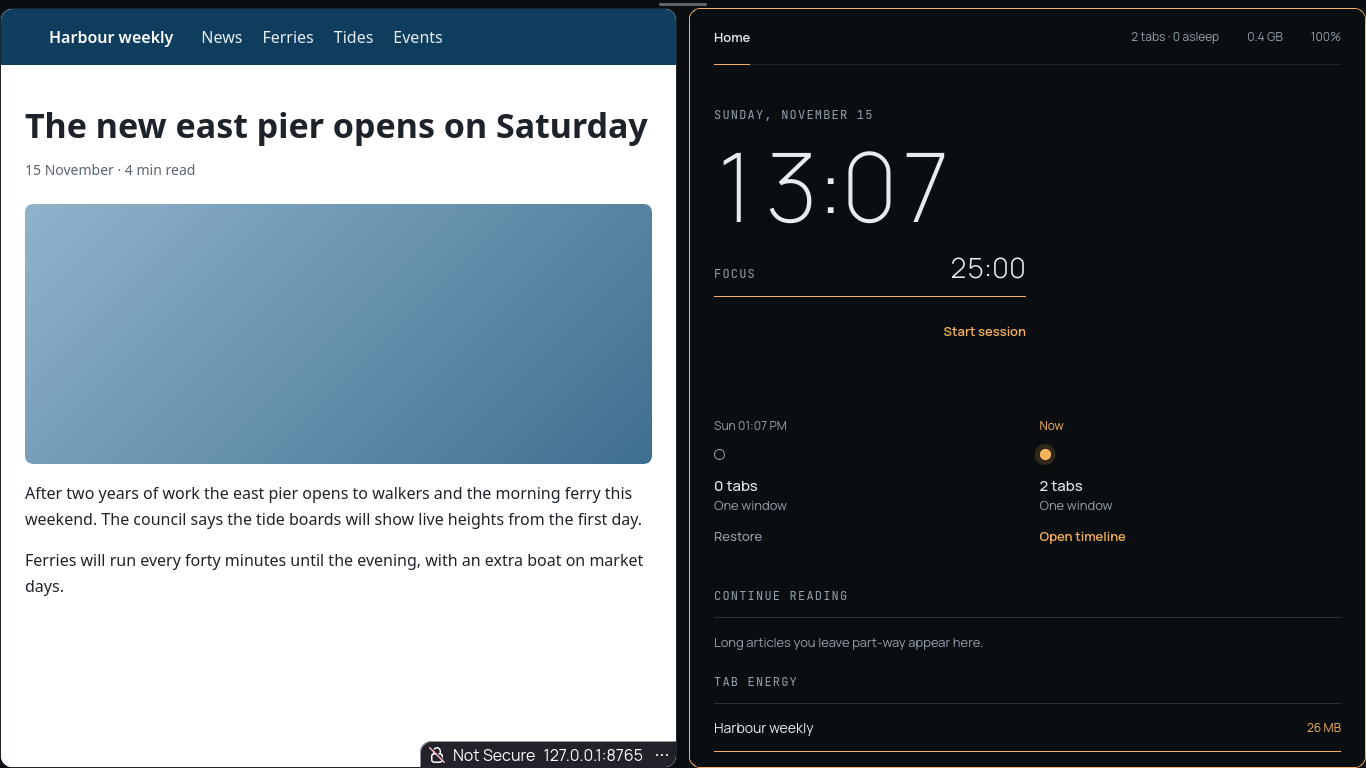 Harbour weekly News Ferries Tides Events
The new east pier opens on Saturday
15 November · 4 min read
After two years of work the east pier opens to walkers and the morning ferry this
weekend. The council says the tide boards will show live heights from the first day.
Ferries will run every forty minutes until the evening, with an extra boat on market
days.
Not Secure 127.0.0.1:8765 ···
Home 2 tabs · 0 asleep 0.4 GB 100%
SUNDAY, NOVEMBER 15
13:07
FOCUS 25:00
Start session
Sun 01:07 PM Now
0 tabs 2 tabs
One window One window
Restore Open timeline
CONTINUE READING
Long articles you leave part-way appear here.
TAB ENERGY
Harbour weekly 26 MB